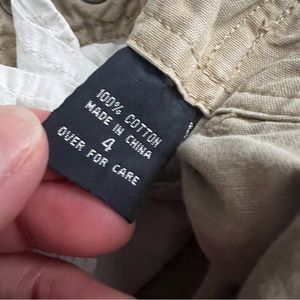 100% COTTON
MADE IN CHINA
4
OVER FOR CARE